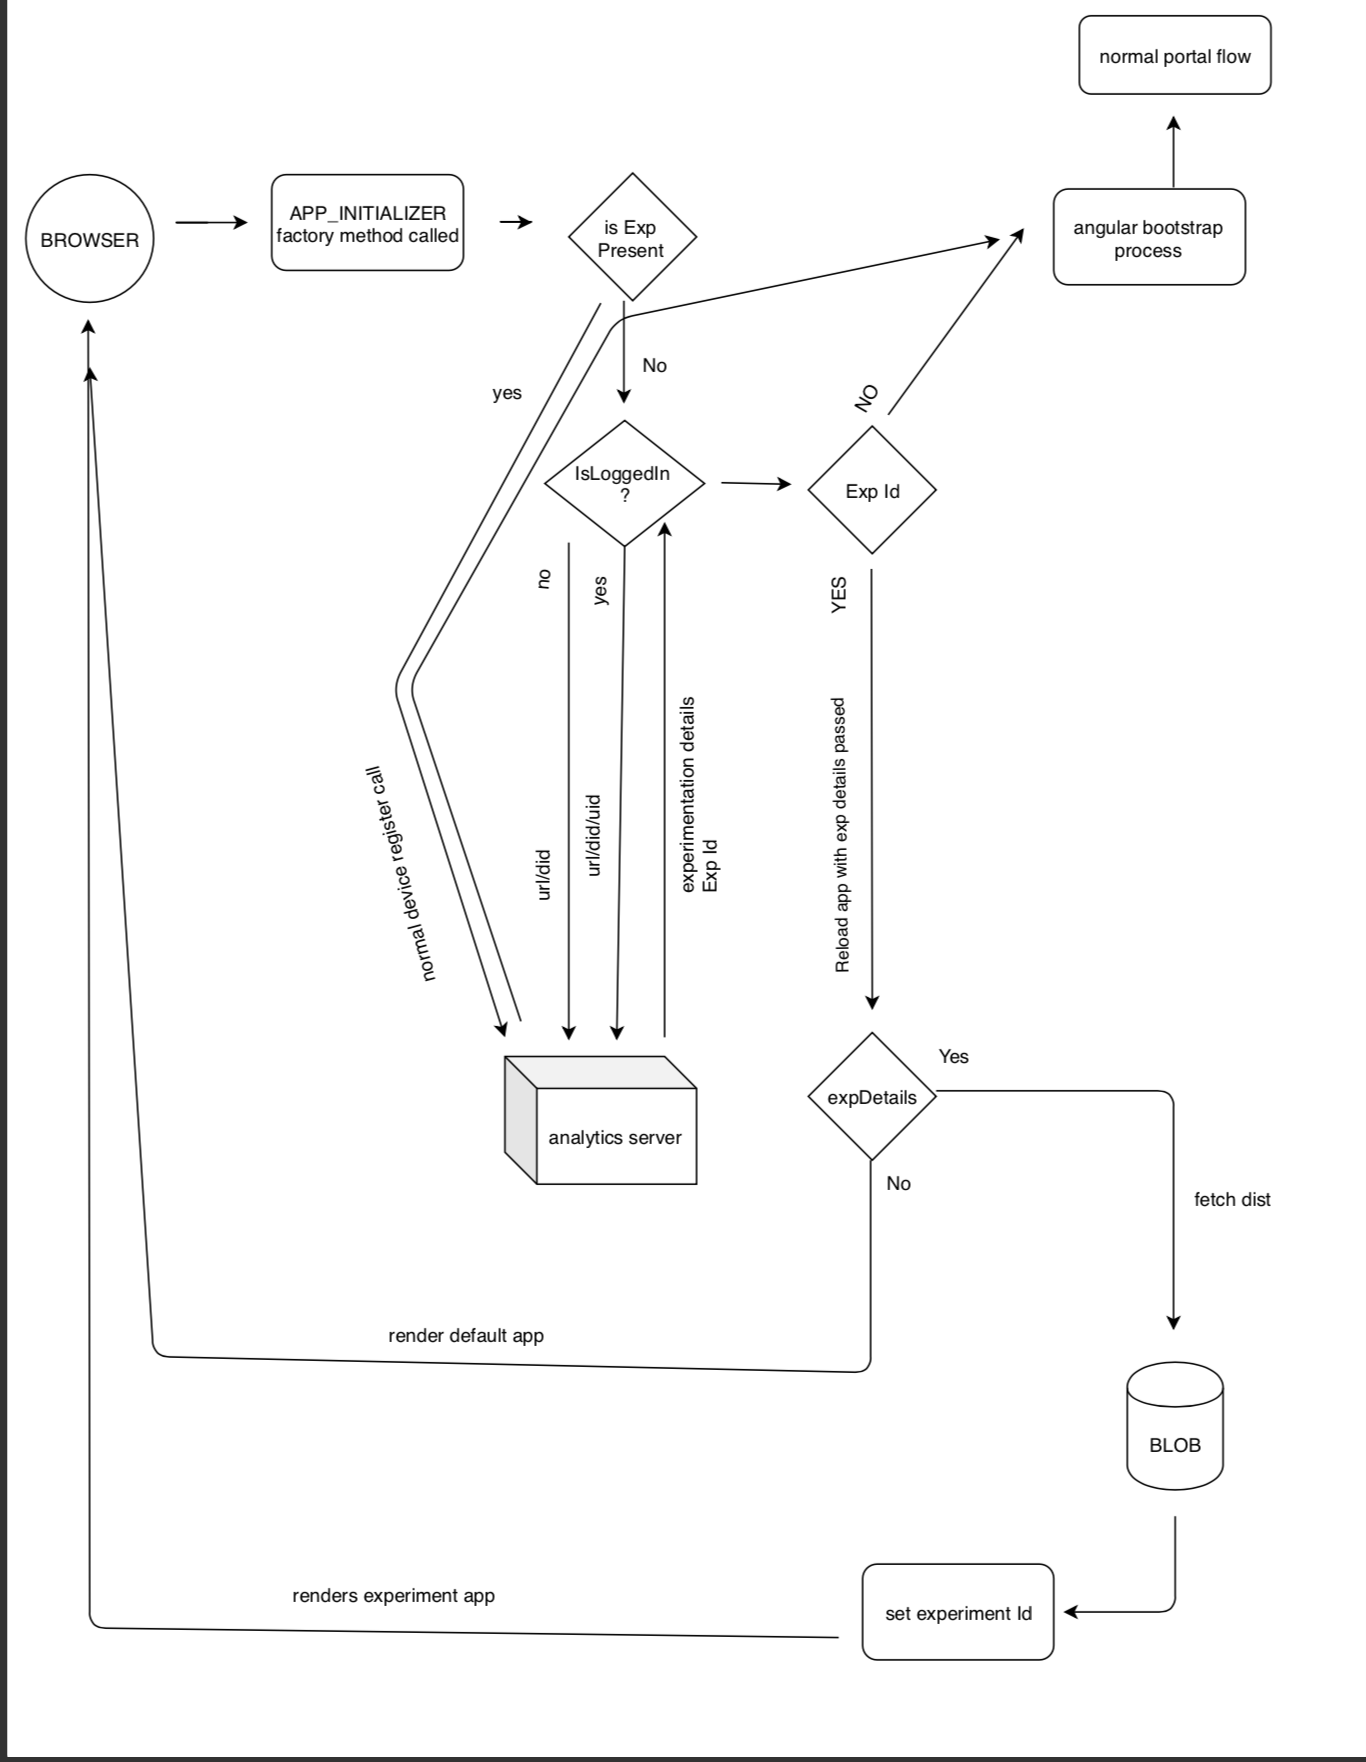 normal portal flow
BROWSER
APP_INITIALIZER
factory method called
is Exp
Present
angular bootstrap
process
yes
No
NO
IsLoggedIn
?
Exp Id
no
yes
YES
normal device register call
url/did
url/did/uid
experimentation details
Exp Id
Reload app with exp details passed
analytics server
expDetails
Yes
No
fetch dist
render default app
BLOB
renders experiment app
set experiment Id